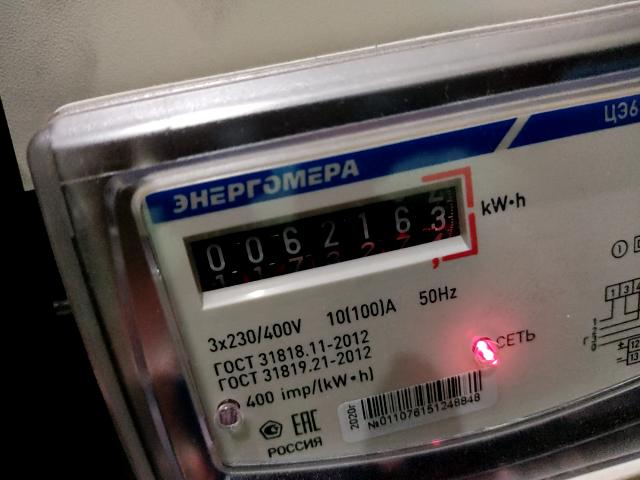 ЭНЕРГОМЕРА
ЦЭ6
0062163
kW•h
,
3x230/400V 10(100)A 50Hz
ГОСТ 31818.11-2012
ГОСТ 31819.21-2012
СЕТЬ
400 imp/(kW•h)
ЕАС
РОССИЯ
2020г
№011076151248848